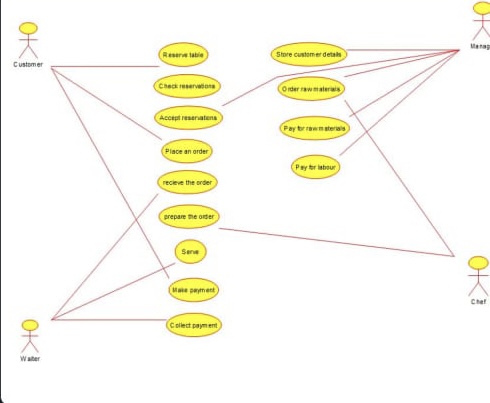 Customer
Reserve table
Check reservations
Accept reservations
Place an order
recieve the order
prepare the order
Serve
Make payment
Collect payment
Store customer details
Order raw materials
Pay for raw materials
Pay for labour
Manag
Chef
Waiter